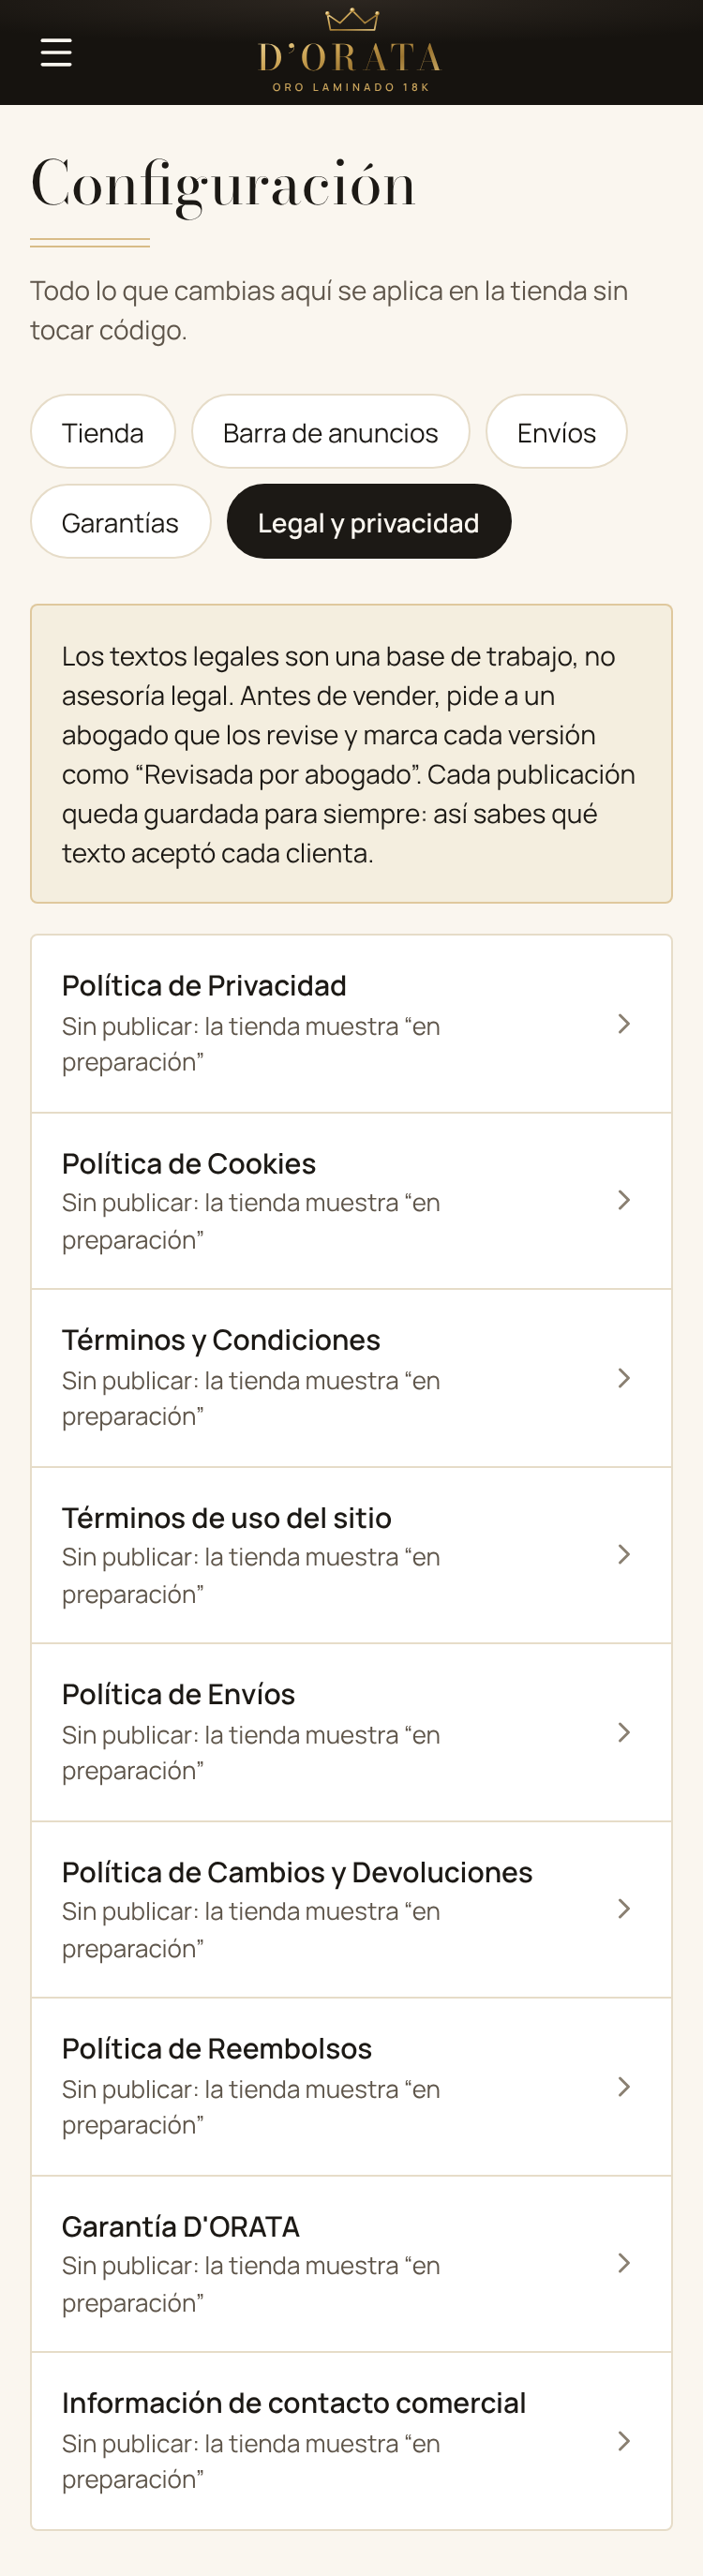 D'ORATA
ORO LAMINADO 18K
Configuración
Todo lo que cambias aquí se aplica en la tienda sin
tocar código.
Tienda
Barra de anuncios
Envíos
Garantías
Legal y privacidad
Los textos legales son una base de trabajo, no
asesoría legal. Antes de vender, pide a un
abogado que los revise y marca cada versión
como “Revisada por abogado”. Cada publicación
queda guardada para siempre: así sabes qué
texto aceptó cada clienta.
Política de Privacidad
Sin publicar: la tienda muestra “en
preparación”
Política de Cookies
Sin publicar: la tienda muestra “en
preparación”
Términos y Condiciones
Sin publicar: la tienda muestra “en
preparación”
Términos de uso del sitio
Sin publicar: la tienda muestra “en
preparación”
Política de Envíos
Sin publicar: la tienda muestra “en
preparación”
Política de Cambios y Devoluciones
Sin publicar: la tienda muestra “en
preparación”
Política de Reembolsos
Sin publicar: la tienda muestra “en
preparación”
Garantía D'ORATA
Sin publicar: la tienda muestra “en
preparación”
Información de contacto comercial
Sin publicar: la tienda muestra “en
preparación”